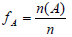 f_A = n(A)/n